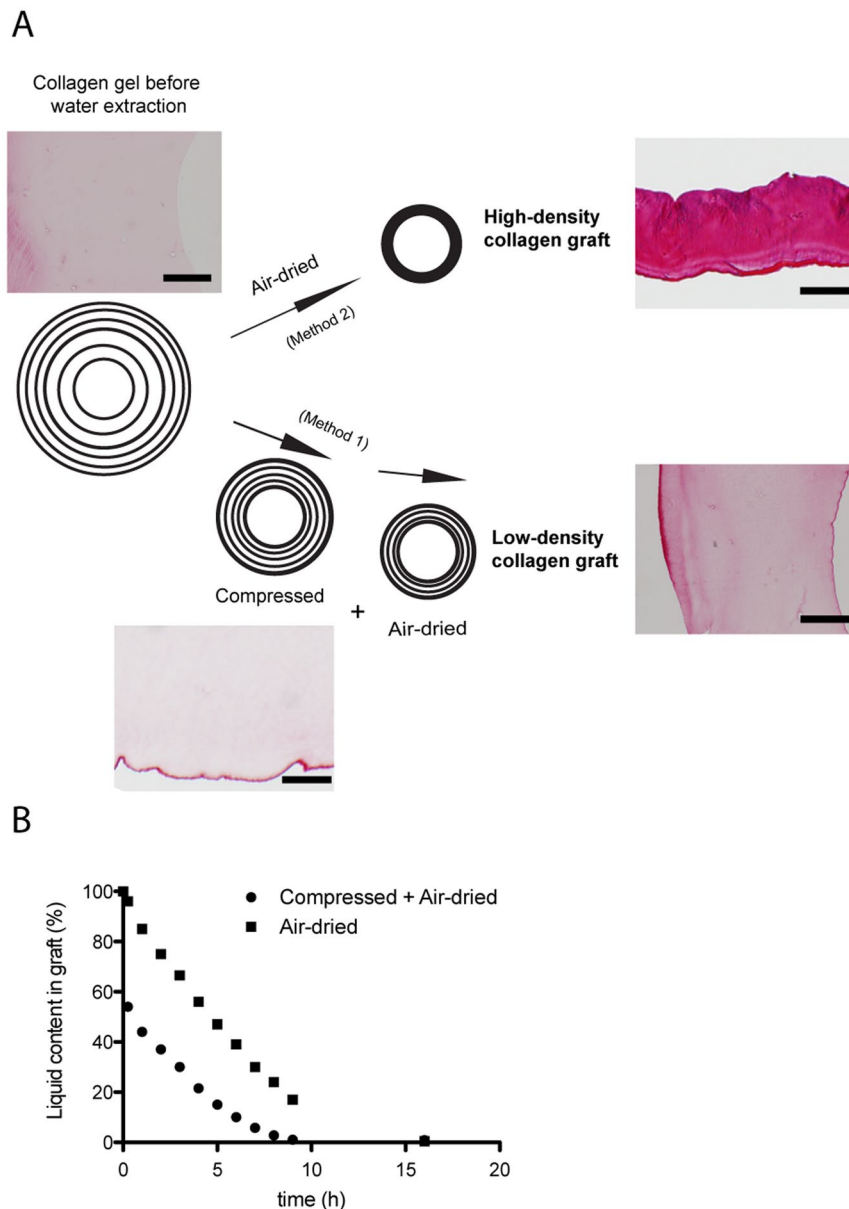 A
Collagen gel before
water extraction
Air-dried
(Method 2)
High-density
collagen graft
(Method 1)
Compressed
+
Air-dried
Low-density
collagen graft
B
Compressed + Air-dried
Air-dried
Liquid content in graft (%)
100
80
60
40
20
0
0 5 10 15 20
time (h)